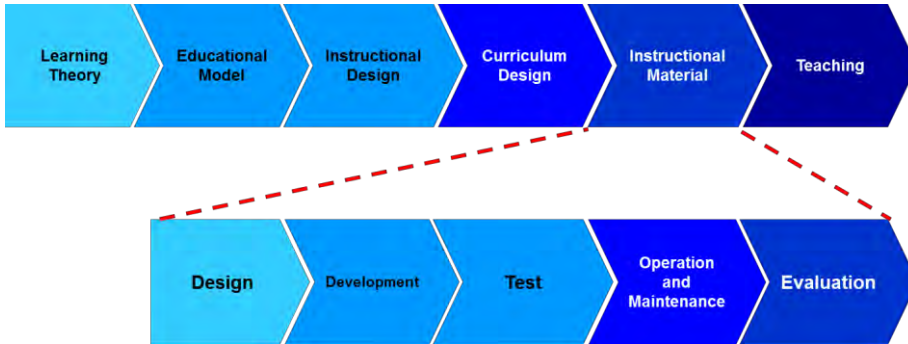 Learning
Theory
Educational
Model
Instructional
Design
Curriculum
Design
Instructional
Material
Teaching
Design
Development
Test
Operation
and
Maintenance
Evaluation